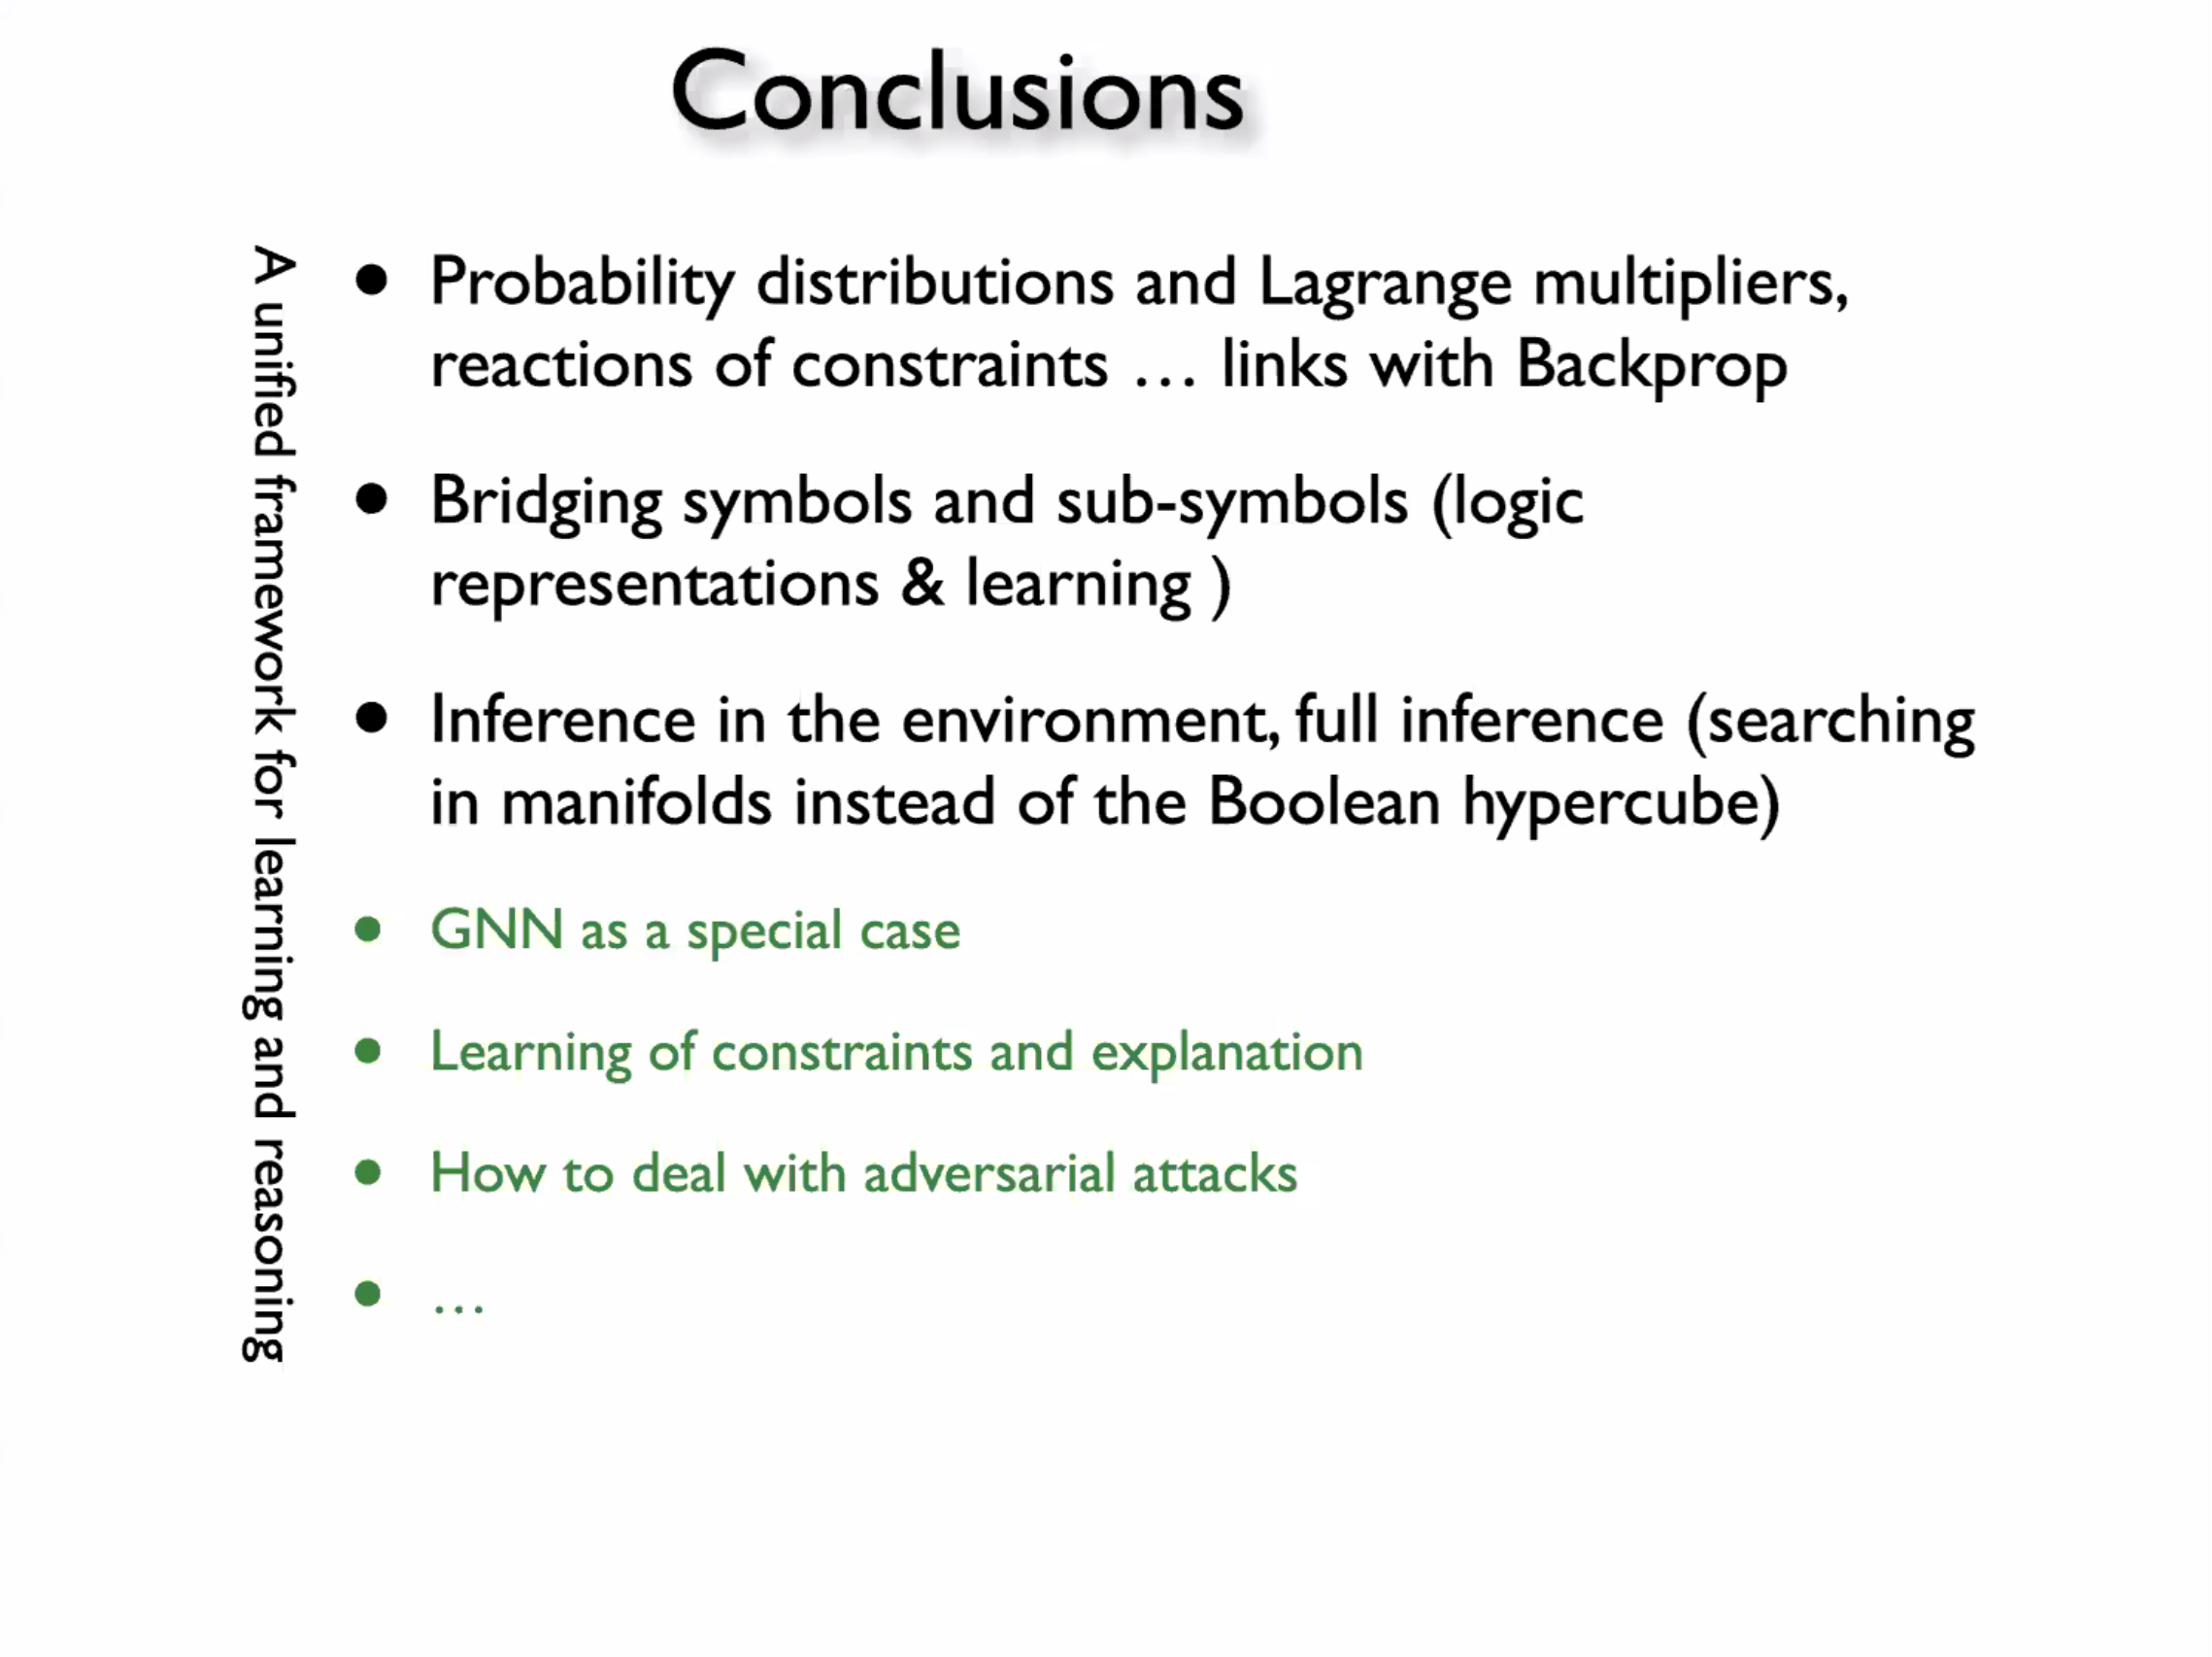 Conclusions
A unified framework for learning and reasoning
• Probability distributions and Lagrange multipliers,
reactions of constraints … links with Backprop
• Bridging symbols and sub-symbols (logic
representations & learning )
• Inference in the environment, full inference (searching
in manifolds instead of the Boolean hypercube)
• GNN as a special case
• Learning of constraints and explanation
• How to deal with adversarial attacks
• …